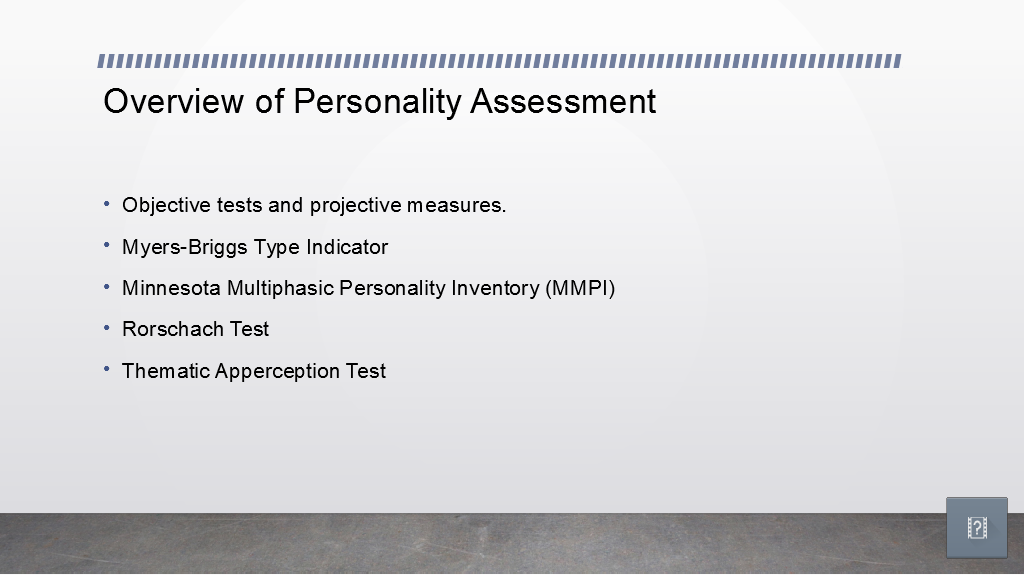 Overview of Personality Assessment
• Objective tests and projective measures.
• Myers-Briggs Type Indicator
• Minnesota Multiphasic Personality Inventory (MMPI)
• Rorschach Test
• Thematic Apperception Test
?